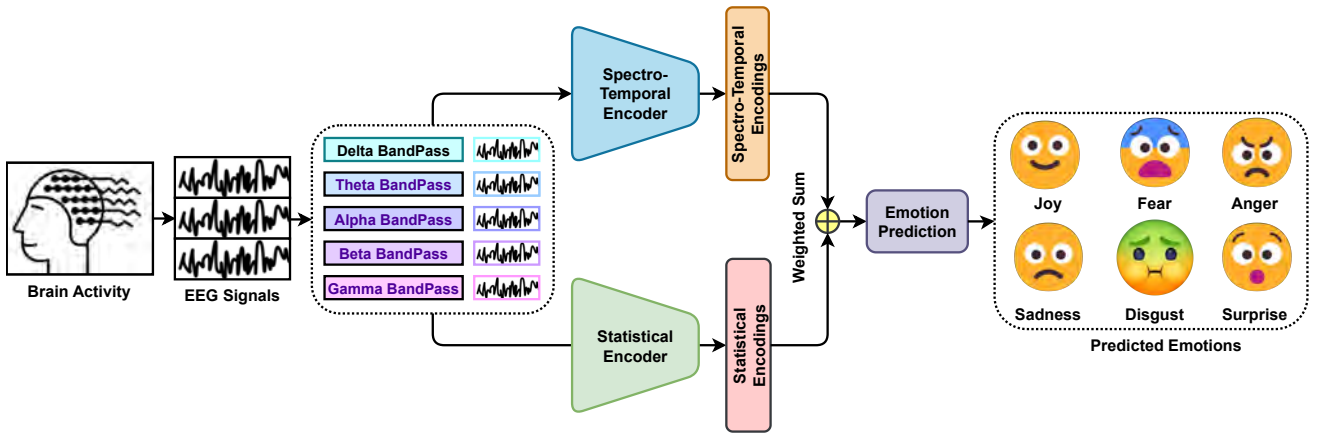 Brain Activity
EEG Signals
Delta BandPass
Theta BandPass
Alpha BandPass
Beta BandPass
Gamma BandPass
Spectro-
Temporal
Encoder
Spectro-Temporal
Encodings
Statistical
Encoder
Statistical
Encodings
Weighted Sum
Emotion
Prediction
Joy
Fear
Anger
Sadness
Disgust
Surprise
Predicted Emotions